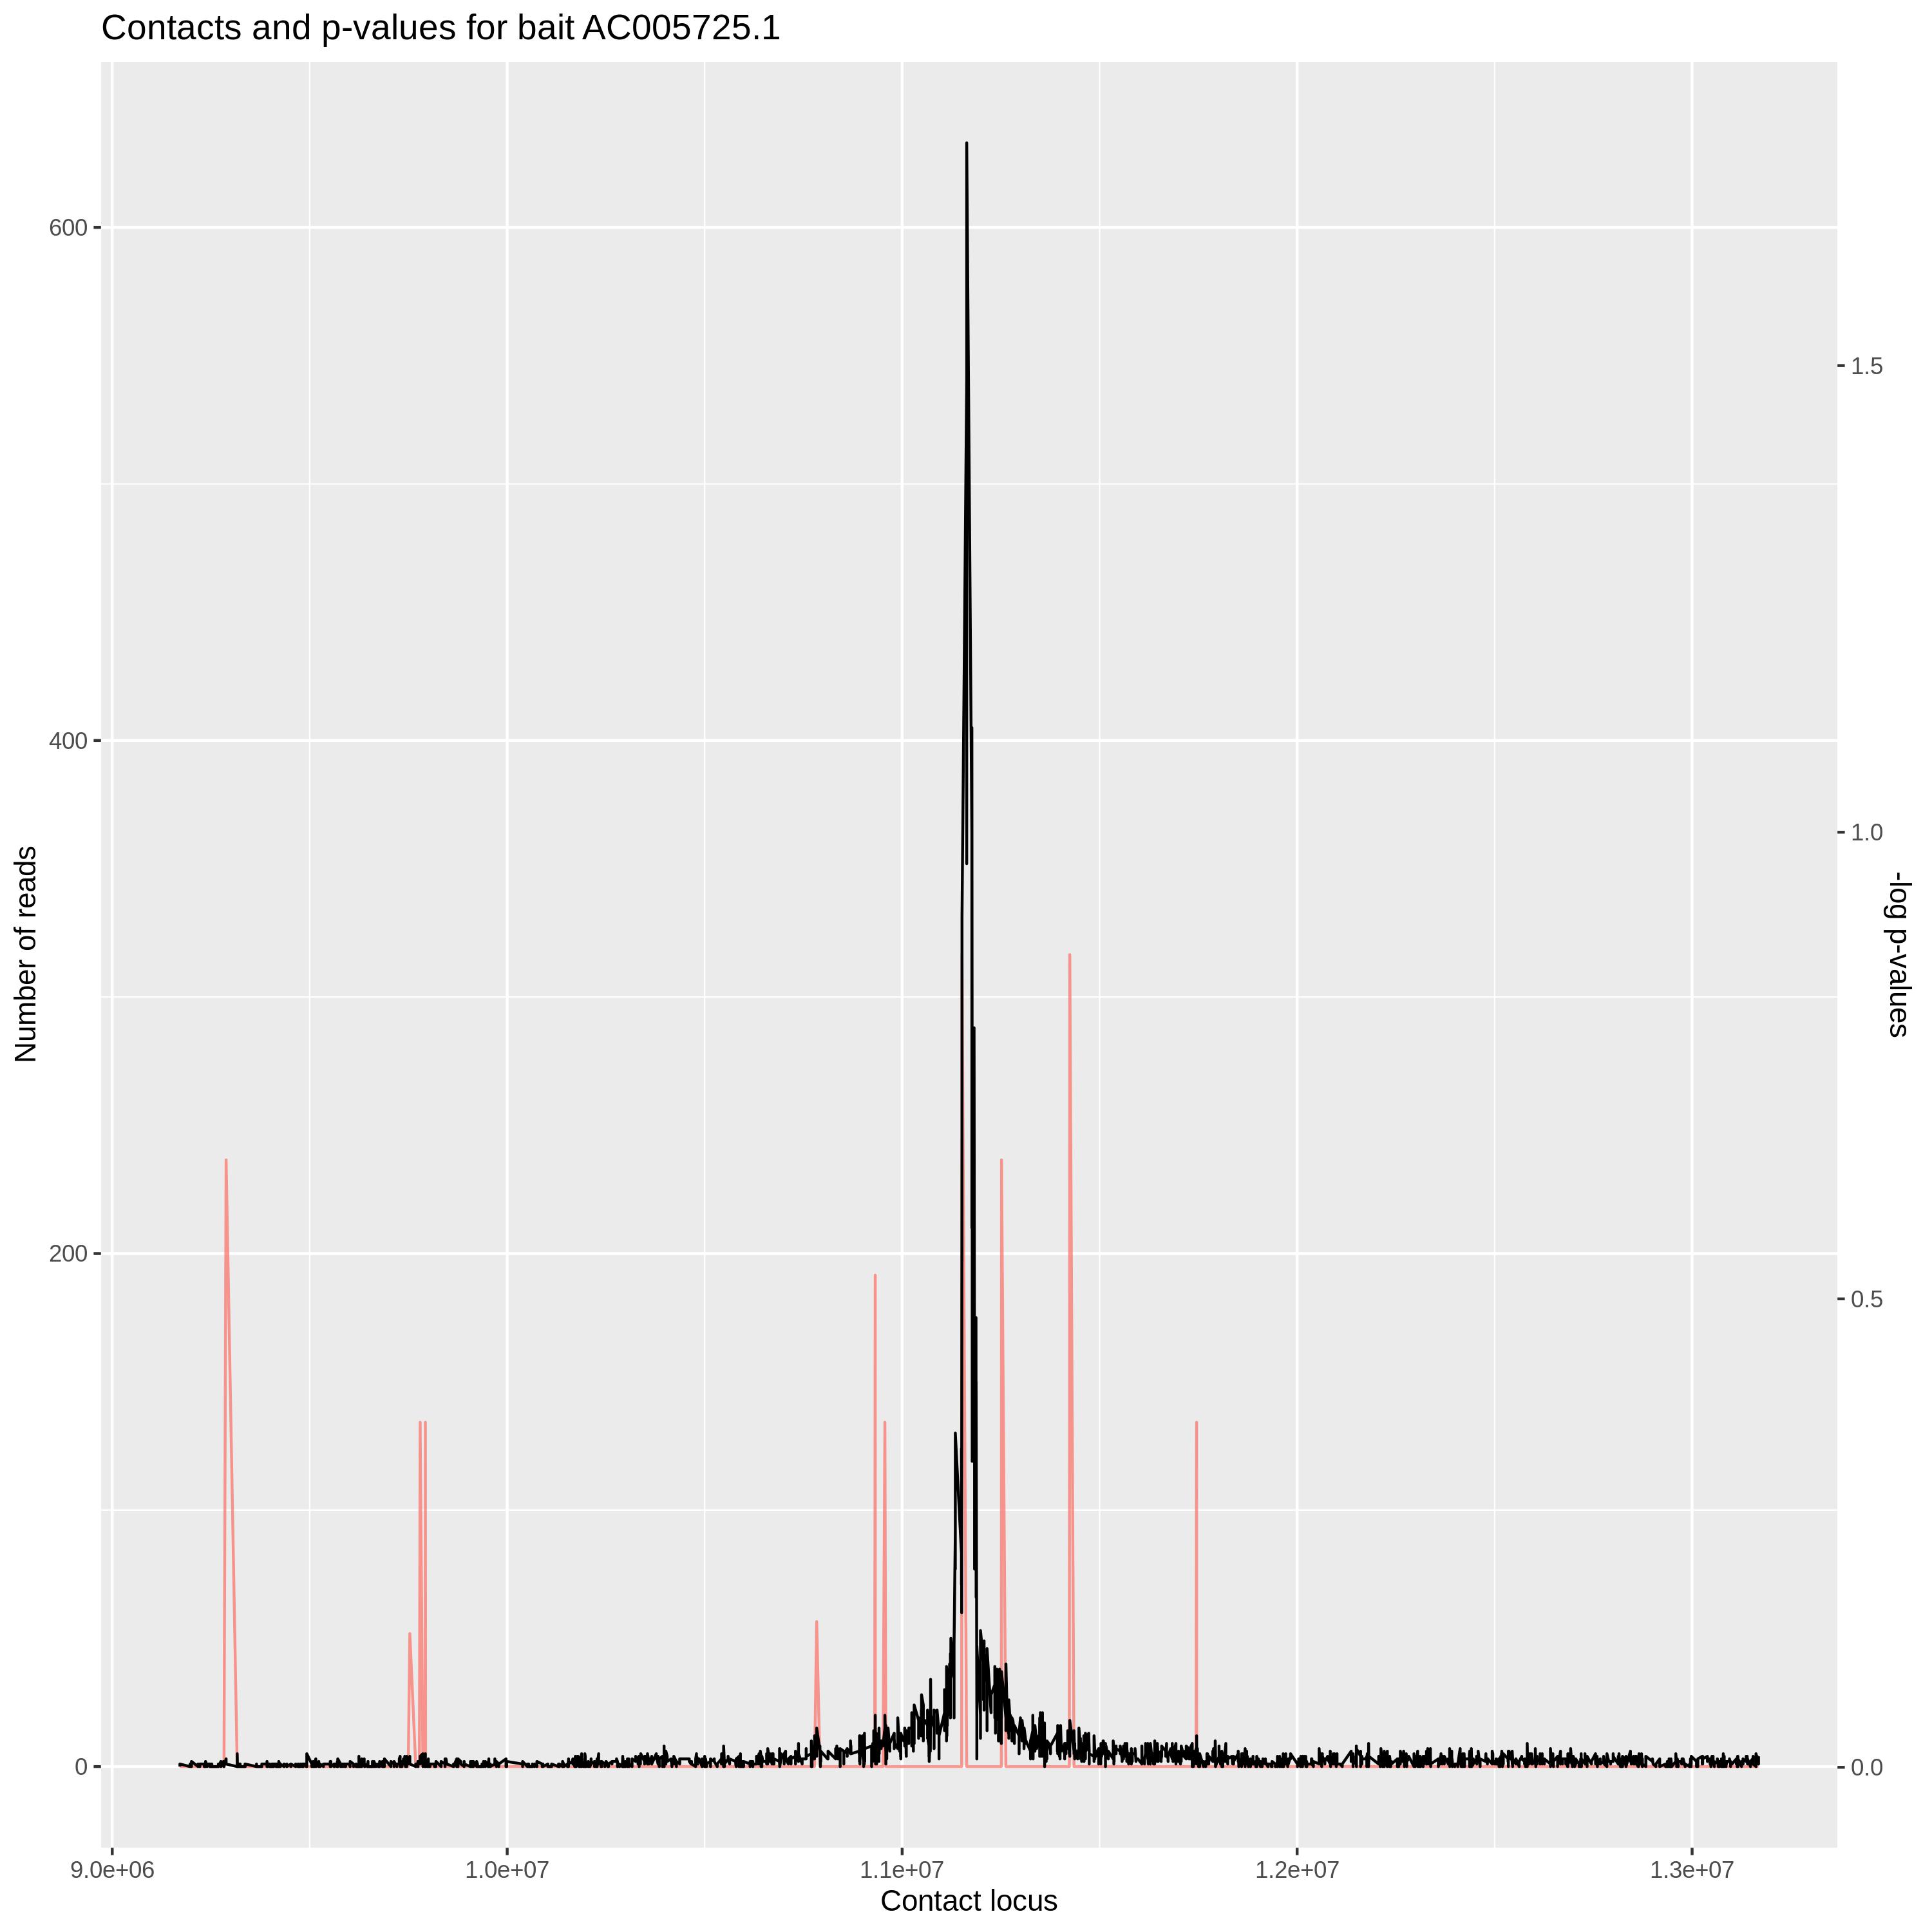 Contacts and p-values for bait AC005725.1
600
400
200
0
Number of reads
1.5
1.0
0.5
0.0
-log p-values
9.0e+06 1.0e+07 1.1e+07 1.2e+07 1.3e+07
Contact locus